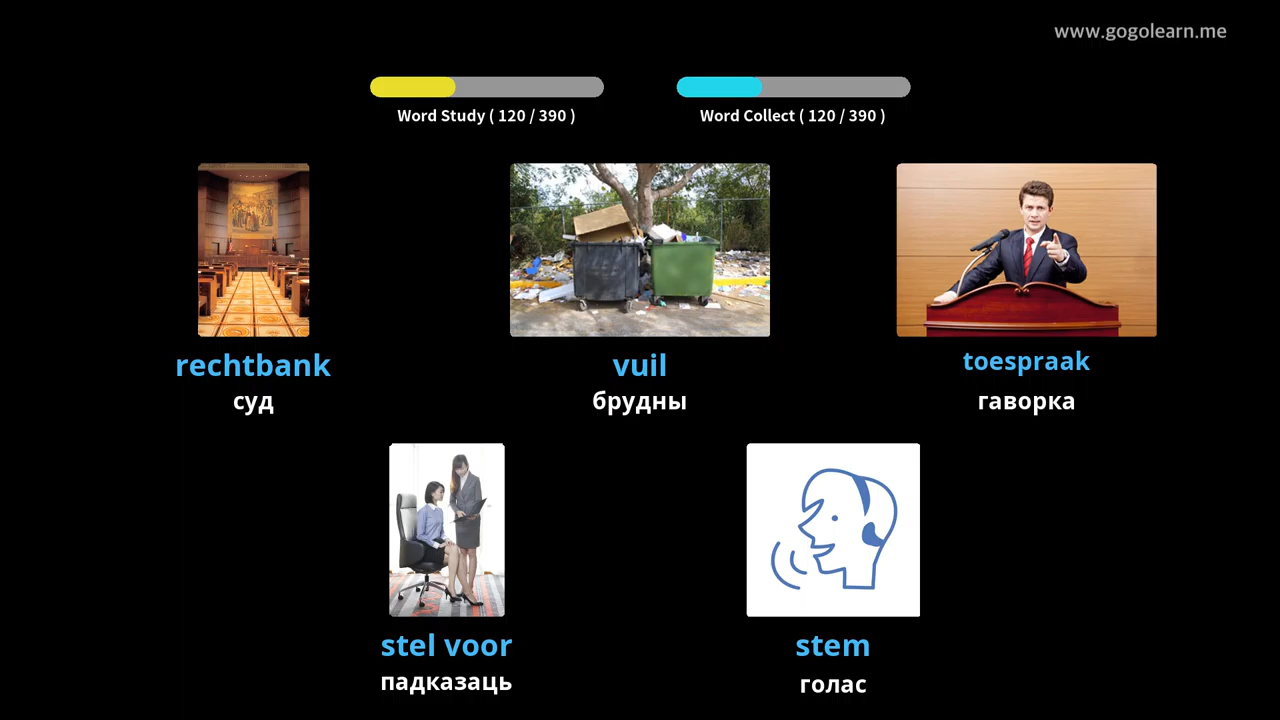 www.gogolearn.me
Word Study ( 120 / 390 )
Word Collect ( 120 / 390 )
rechtbank
суд
vuil
брудны
toespraak
гаворка
stel voor
падказаць
stem
голас